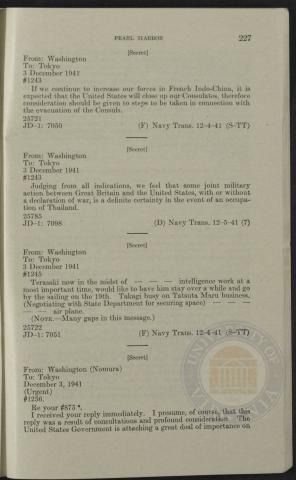 PEARL HARBOR 227
[Secret]
From: Washington
To: Tokyo
3 December 1941
#1243
If we continue to increase our forces in French Indo-China, it is
expected that the United States will close up our Consulates, therefore
consideration should be given to steps to be taken in connection with
the evacuation of the Consuls.
25721
JD-1: 7050 (F) Navy Trans. 12-4-41 (S-TT)
[Secret]
From: Washington
To: Tokyo
3 December 1941
#1243
Judging from all indications, we feel that some joint military
action between Great Britain and the United States, with or without
a declaration of war, is a definite certainty in the event of an occupa-
tion of Thailand.
25785
JD-1: 7098 (D) Navy Trans. 12-5-41 (7)
[Secret]
From: Washington
To: Tokyo
3 December 1941
#1245
Terasaki now in the midst of — — — intelligence work at a
most important time, would like to have him stay over a while and go
by the sailing on the 19th. Takagi busy on Tatsuta Maru business.
(Negotiating with State Department for securing space) — — —
— — air plane.
(NOTE.—Many gaps in this message.)
25722
JD-1: 7051 (F) Navy Trans. 12-4-41 (S-TT)
[Secret]
From: Washington (Nomura)
To: Tokyo
December 3, 1941
(Urgent)
#1256.
Re your #875
I received your reply immediately. I presume, of course, that this
reply was a result of consultations and profound consideration. The
United States Government is attaching a great deal of importance on